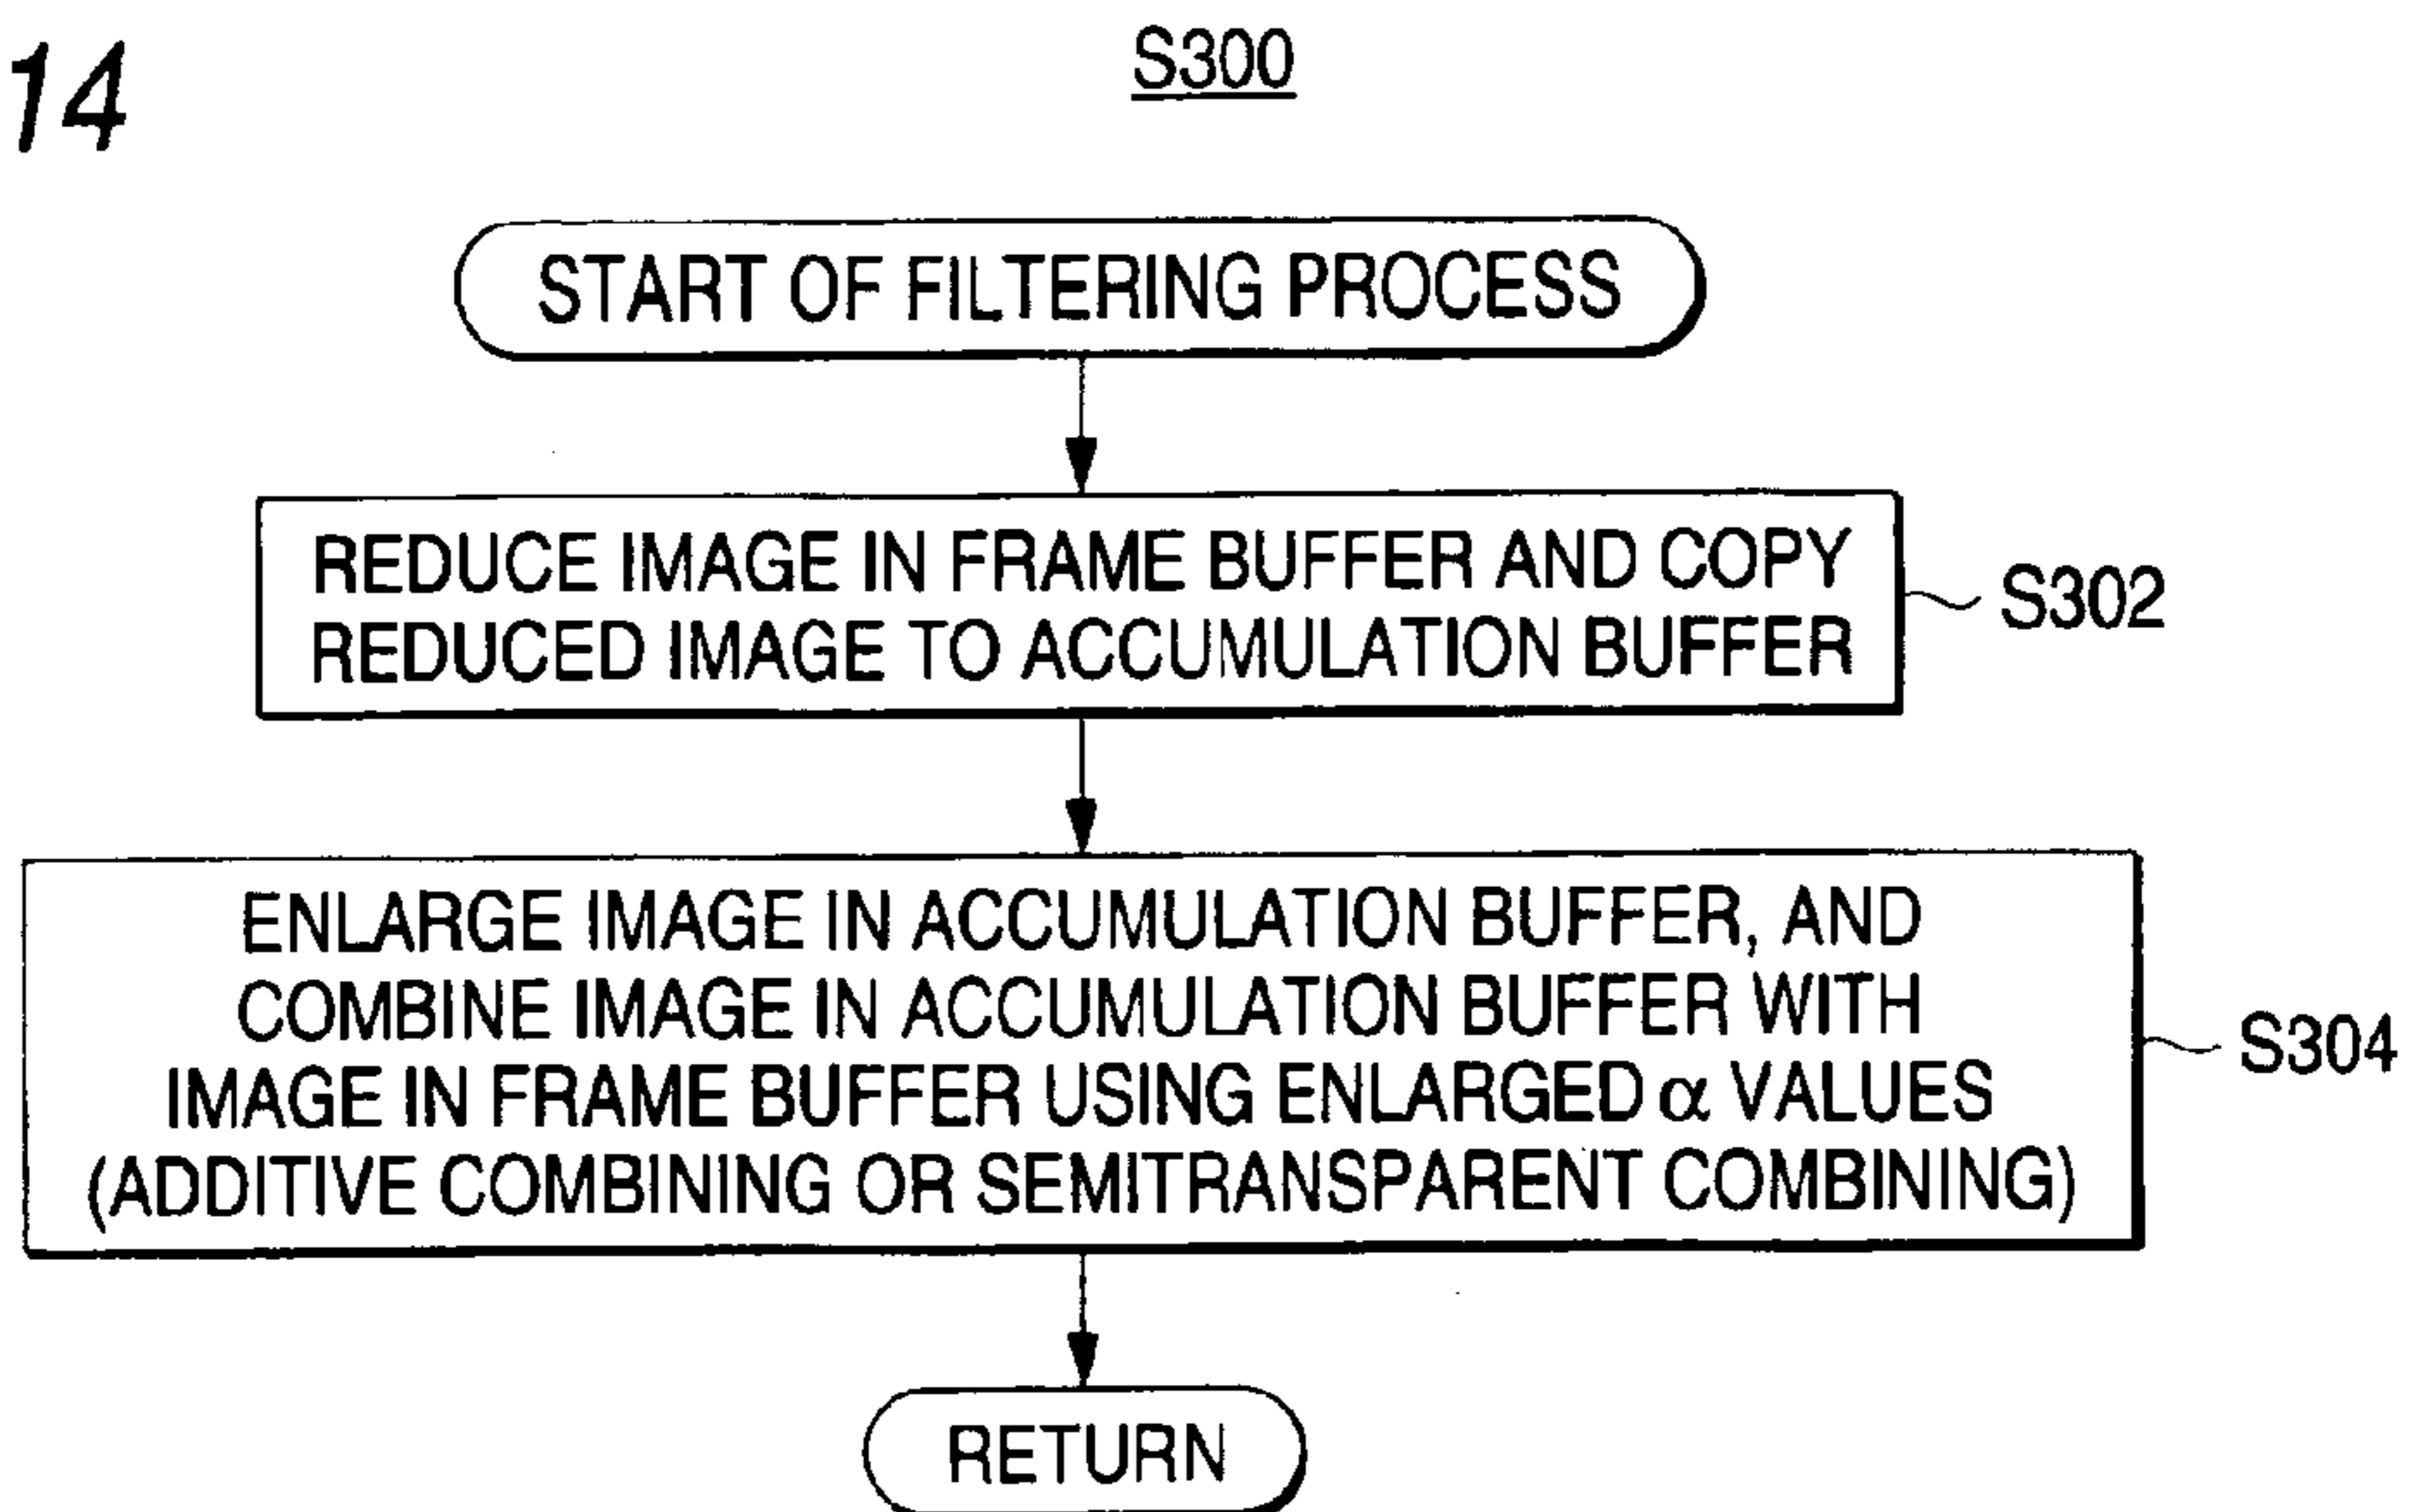 14
S300
START OF FILTERING PROCESS
REDUCE IMAGE IN FRAME BUFFER AND COPY
REDUCED IMAGE TO ACCUMULATION BUFFER
S302
ENLARGE IMAGE IN ACCUMULATION BUFFER, AND
COMBINE IMAGE IN ACCUMULATION BUFFER WITH
IMAGE IN FRAME BUFFER USING ENLARGED α VALUES
(ADDITIVE COMBINING OR SEMITRANSPARENT COMBINING)
S304
RETURN